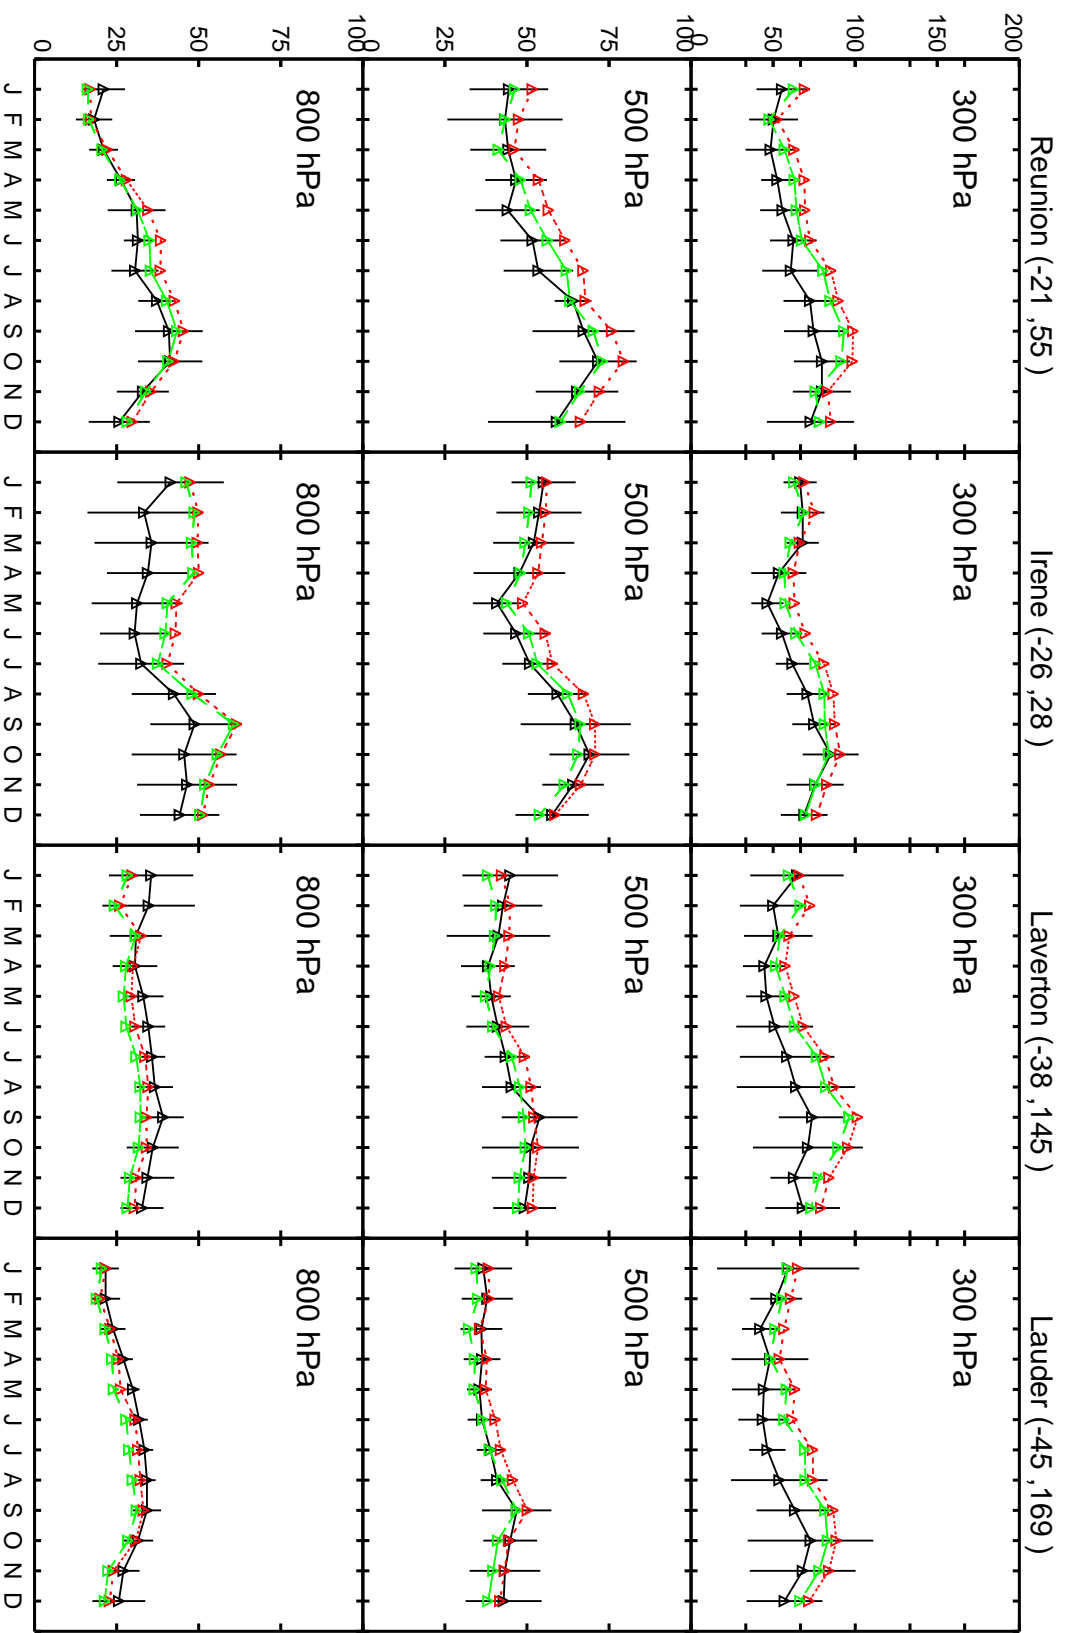 Reunion (-21 ,55 )
Irene (-26 ,28 )
Laverton (-38 ,145 )
Lauder (-45 ,169 )
200
150
100
50
0
300 hPa
300 hPa
300 hPa
300 hPa
100
75
50
25
0
500 hPa
500 hPa
500 hPa
500 hPa
100
75
50
25
0
800 hPa
800 hPa
800 hPa
800 hPa
J F M A M J J A S O N D
J F M A M J J A S O N D
J F M A M J J A S O N D
J F M A M J J A S O N D